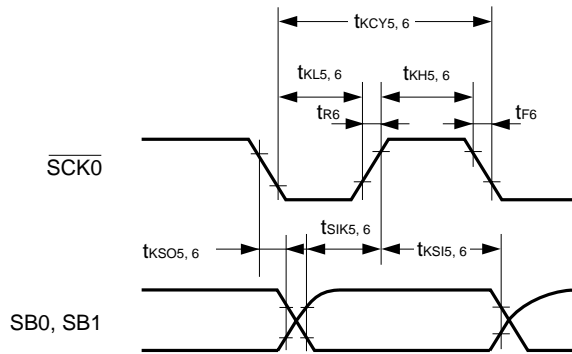 tKCY5, 6
tKL5, 6
tKH5, 6
tR6
tF6
SCK0
tSIK5, 6
tKSO5, 6
tKSI5, 6
SB0, SB1